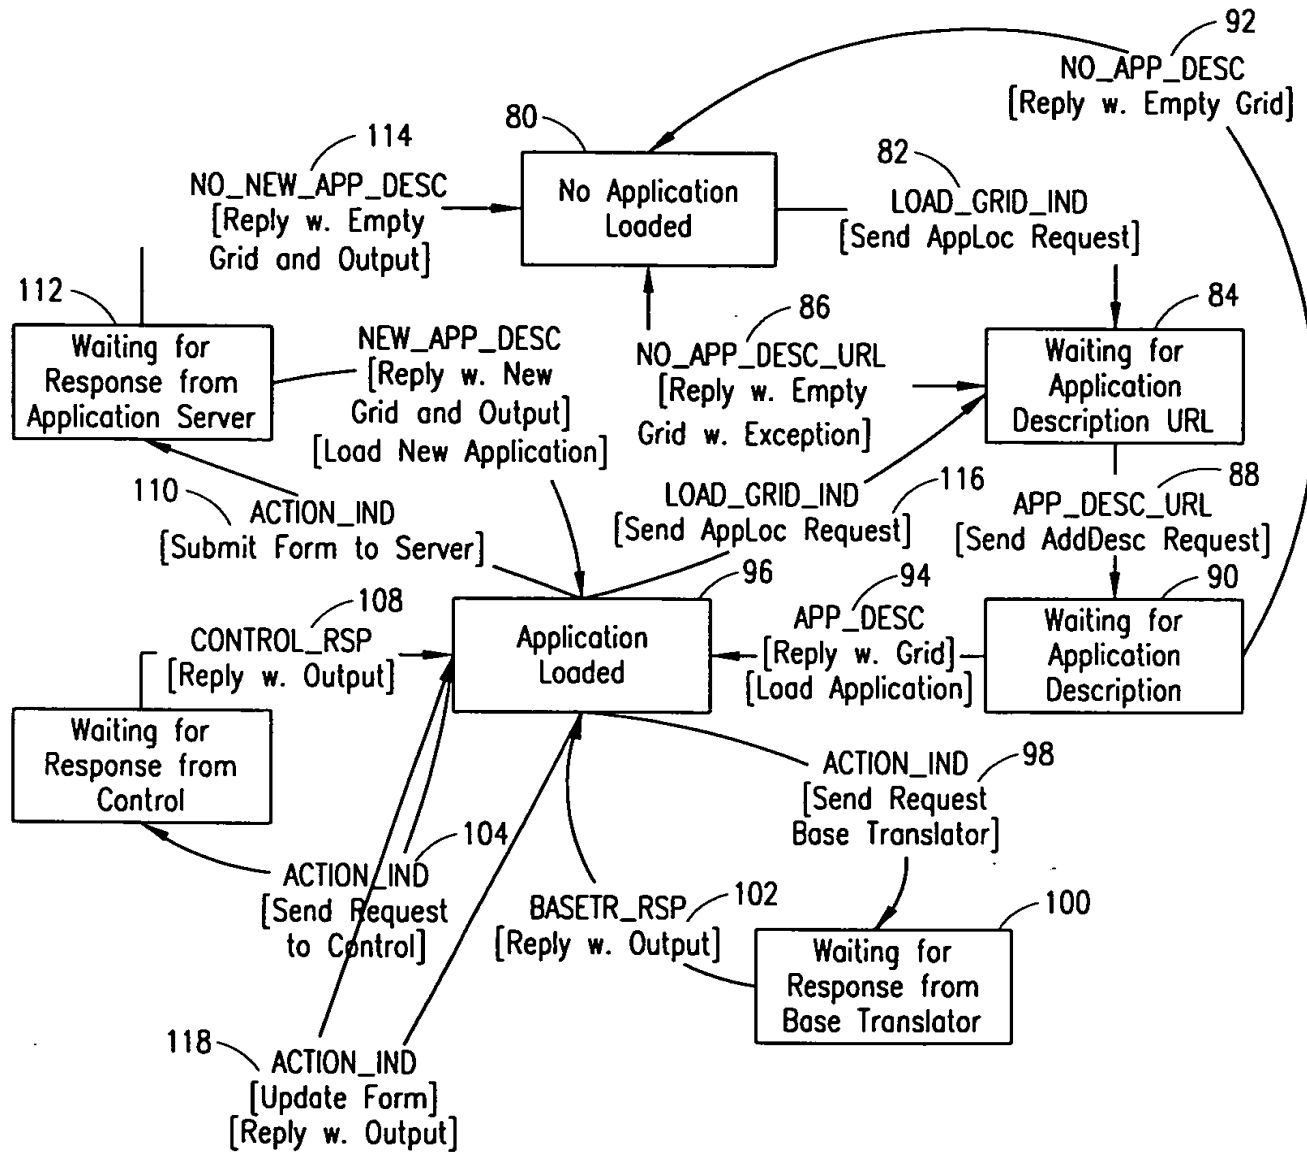 92
NO_APP_DESC
[Reply w. Empty Grid]
80
No Application
Loaded
114
NO_NEW_APP_DESC
[Reply w. Empty
Grid and Output]
82
LOAD_GRID_IND
[Send AppLoc Request]
112
Waiting for
Response from
Application Server
NEW_APP_DESC
[Reply w. New
Grid and Output]
[Load New Application]
86
NO_APP_DESC_URL
[Reply w. Empty
Grid w. Exception]
84
Waiting for
Application
Description URL
110
ACTION_IND
[Submit Form to Server]
LOAD_GRID_IND
[Send AppLoc Request]
116
88
APP_DESC_URL
[Send AddDesc Request]
108
CONTROL_RSP
[Reply w. Output]
96
Application
Loaded
94
APP_DESC
[Reply w. Grid]
[Load Application]
90
Waiting for
Application
Description
Waiting for
Response from
Control
104
ACTION_IND
[Send Request
to Control]
98
ACTION_IND
[Send Request
Base Translator]
102
BASETR_RSP
[Reply w. Output]
100
Waiting for
Response from
Base Translator
118
ACTION_IND
[Update Form]
[Reply w. Output]